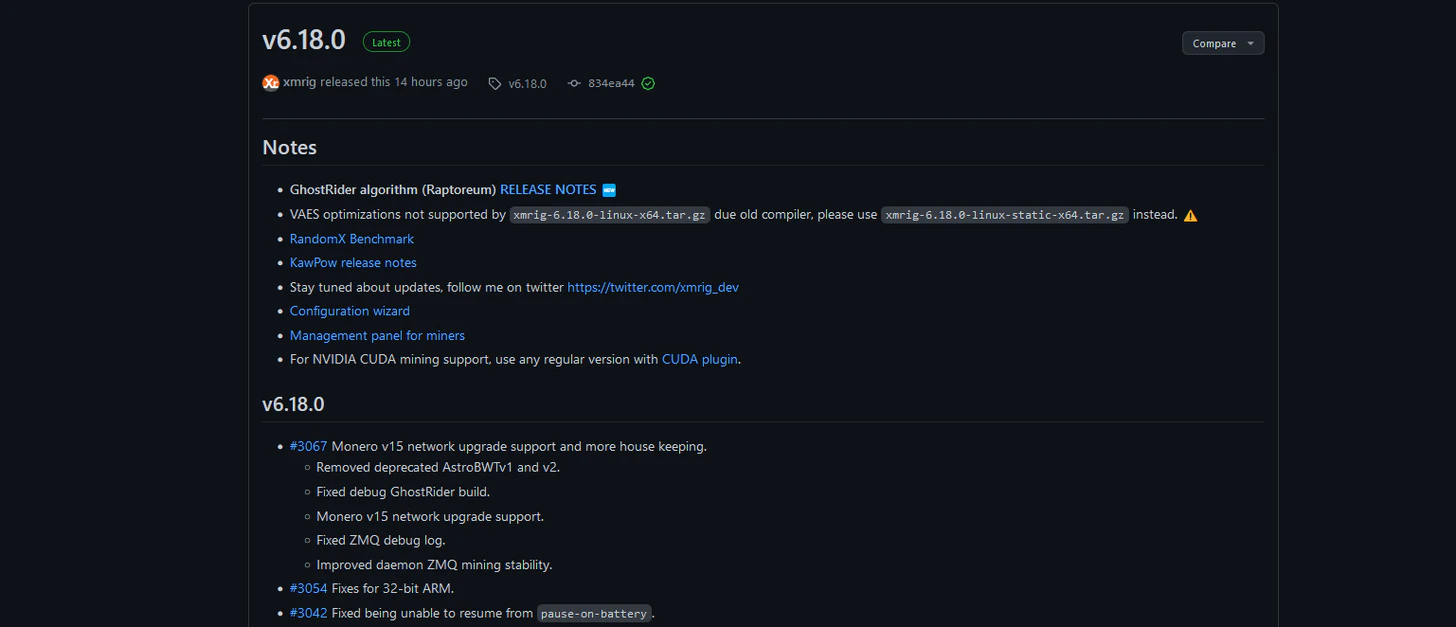 v6.18.0 Latest Compare
xmrig released this 14 hours ago v6.18.0 834ea44
Notes
• GhostRider algorithm (Raptoreum) RELEASE NOTES 🆕
• VAES optimizations not supported by xmrig-6.18.0-linux-x64.tar.gz due old compiler, please use xmrig-6.18.0-linux-static-x64.tar.gz instead. ⚠️
• RandomX Benchmark
• KawPow release notes
• Stay tuned about updates, follow me on twitter https://twitter.com/xmrig_dev
• Configuration wizard
• Management panel for miners
• For NVIDIA CUDA mining support, use any regular version with CUDA plugin.
v6.18.0
• #3067 Monero v15 network upgrade support and more house keeping.
◦ Removed deprecated AstroBWTv1 and v2.
◦ Fixed debug GhostRider build.
◦ Monero v15 network upgrade support.
◦ Fixed ZMQ debug log.
◦ Improved daemon ZMQ mining stability.
• #3054 Fixes for 32-bit ARM.
• #3042 Fixed being unable to resume from pause-on-battery.